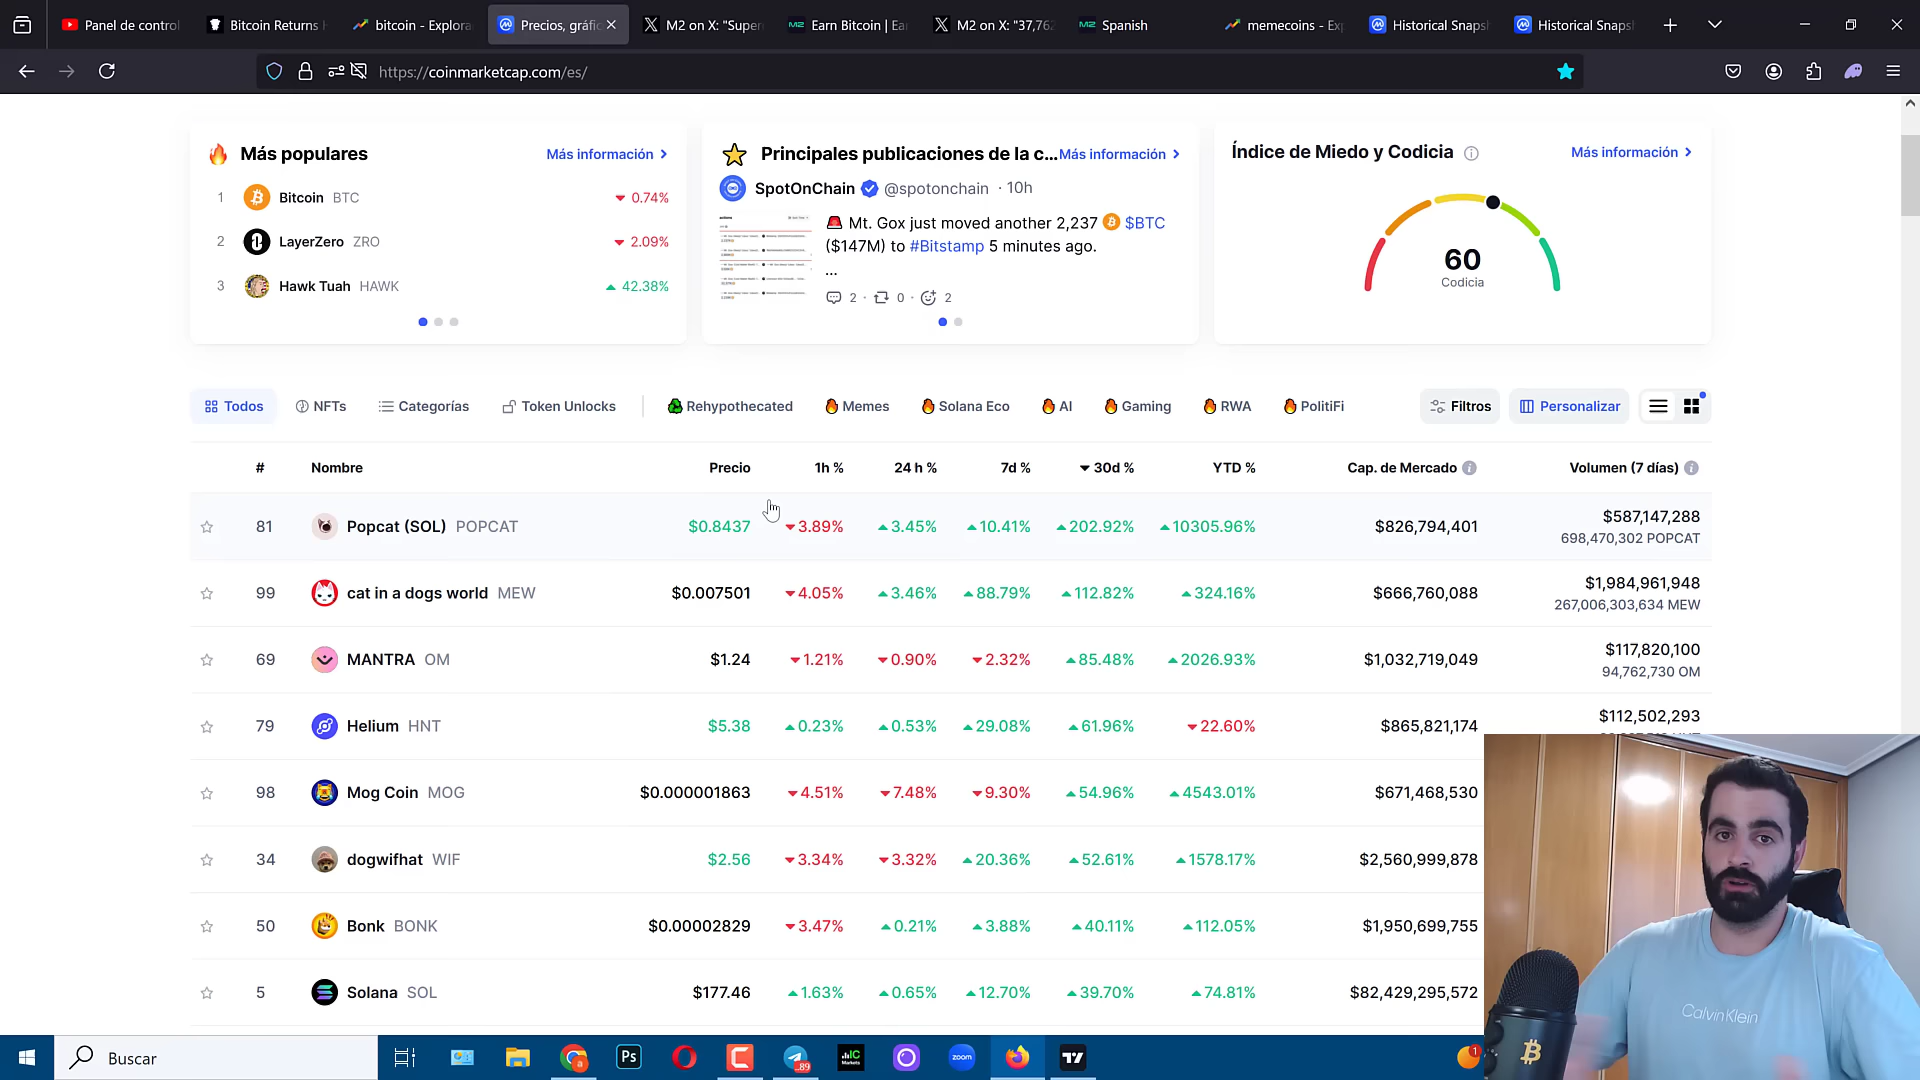 Panel de control
Bitcoin Returns H
bitcoin - Explora
Precios, gráfic
M2 on X: "Super
Earn Bitcoin | Ea
M2 on X: "37,762
Spanish
memecoins - Exp
Historical Snapsh
Historical Snapsh
https://coinmarketcap.com/es/
Más populares
Más información
1 Bitcoin BTC 0.74%
2 LayerZero ZRO 2.09%
3 Hawk Tuah HAWK 42.38%
Principales publicaciones de la c...
Más información
SpotOnChain @spotonchain · 10h
Mt. Gox just moved another 2,237 $BTC
($147M) to #Bitstamp 5 minutes ago.
...
2 · 0 · 2
Índice de Miedo y Codicia
Más información
60
Codicia
Todos NFTs Categorías Token Unlocks Rehypothecated Memes Solana Eco AI Gaming RWA PolitiFi Filtros Personalizar
# Nombre Precio 1h % 24 h % 7d % 30d % YTD % Cap. de Mercado Volumen (7 días)
81 Popcat (SOL) POPCAT $0.8437 3.89% 3.45% 10.41% 202.92% 10305.96% $826,794,401 $587,147,288
698,470,302 POPCAT
99 cat in a dogs world MEW $0.007501 4.05% 3.46% 88.79% 112.82% 324.16% $666,760,088 $1,984,961,948
267,006,303,634 MEW
69 MANTRA OM $1.24 1.21% 0.90% 2.32% 85.48% 2026.93% $1,032,719,049 $117,820,100
94,762,730 OM
79 Helium HNT $5.38 0.23% 0.53% 29.08% 61.96% 22.60% $865,821,174 $112,502,293
98 Mog Coin MOG $0.000001863 4.51% 7.48% 9.30% 54.96% 4543.01% $671,468,530
34 dogwifhat WIF $2.56 3.34% 3.32% 20.36% 52.61% 1578.17% $2,560,999,878
50 Bonk BONK $0.00002829 3.47% 0.21% 3.88% 40.11% 112.05% $1,950,699,755
5 Solana SOL $177.46 1.63% 0.65% 12.70% 39.70% 74.81% $82,429,295,572
Calvin Klein
Buscar
Ps
89
IC
Markets
zoom
1